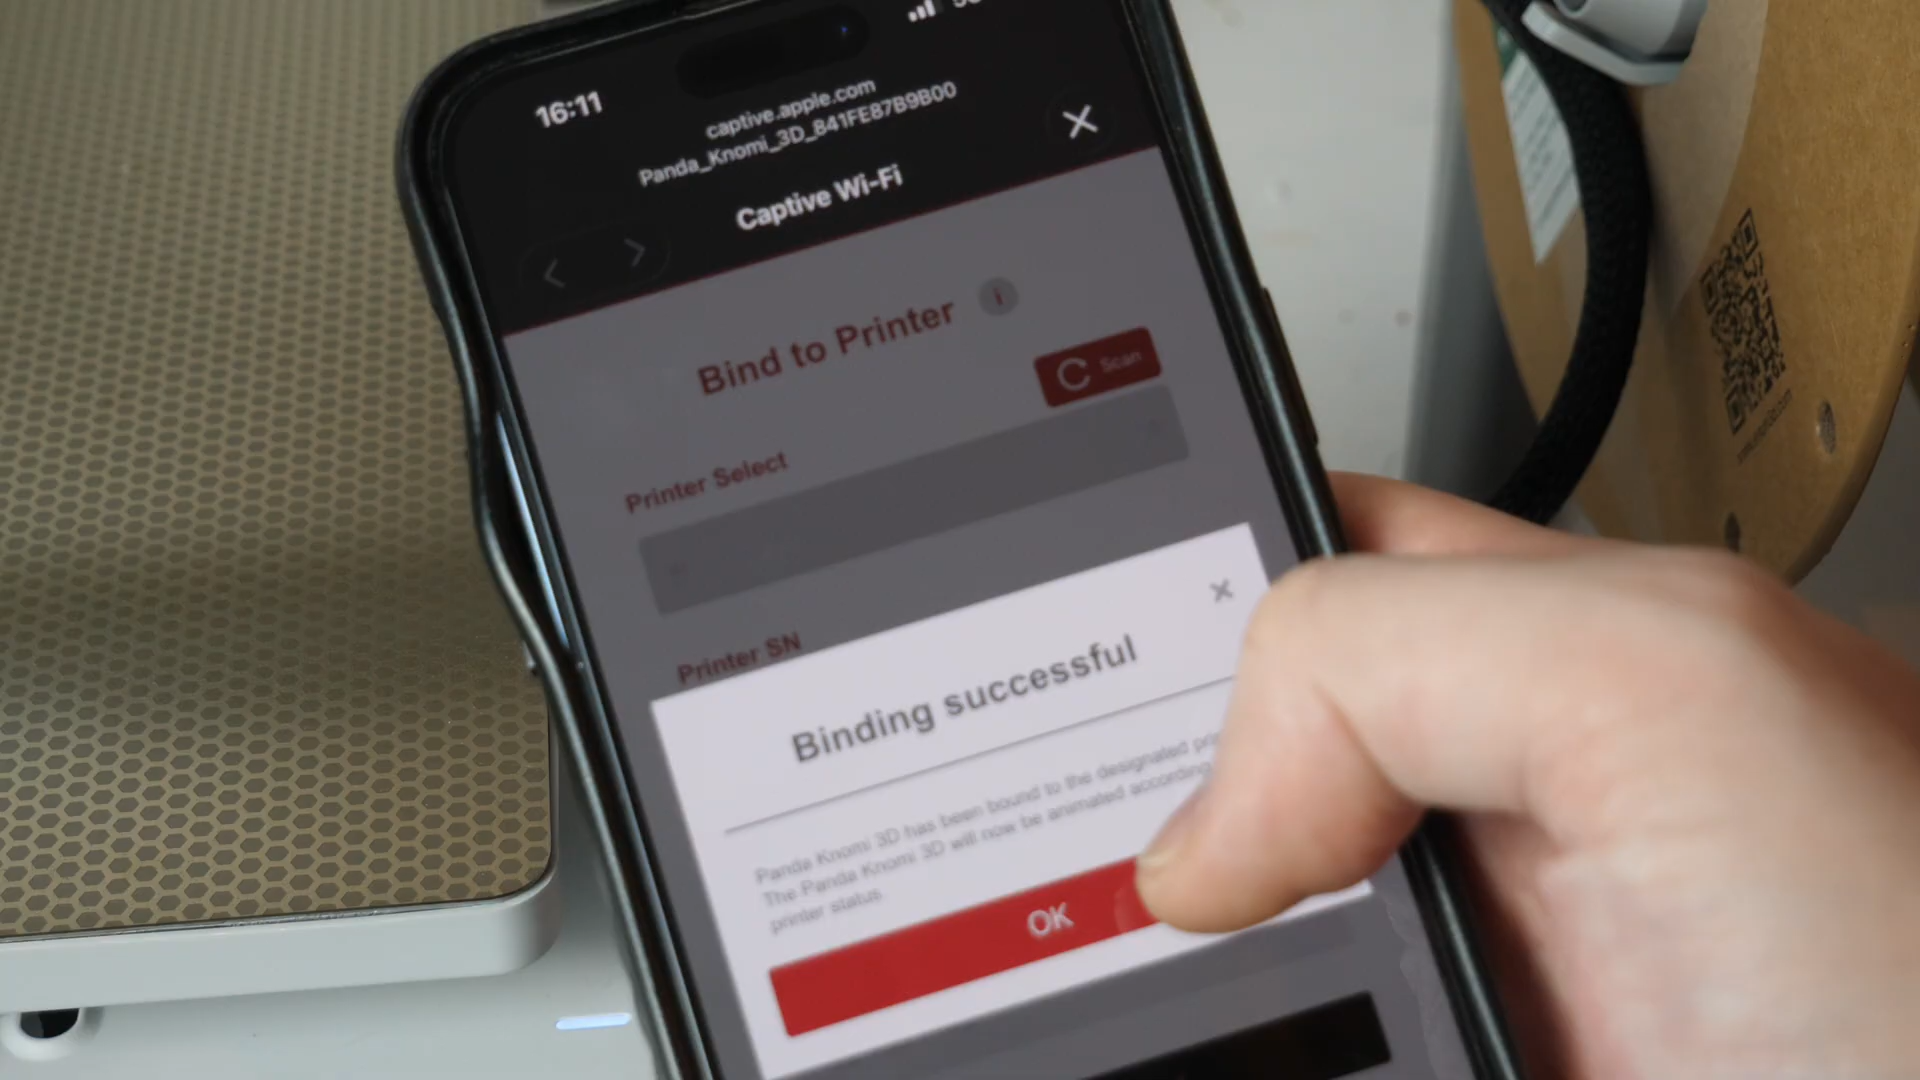 16:11
captive.apple.com
Panda_Knomi_3D_B41FE87B9B00
Captive Wi-Fi
Bind to Printer
i
Scan
Printer Select
Printer SN
Binding successful
Panda Knomi 3D has been bound to the designated
The Panda Knomi 3D will now be animated
printer status.
OK